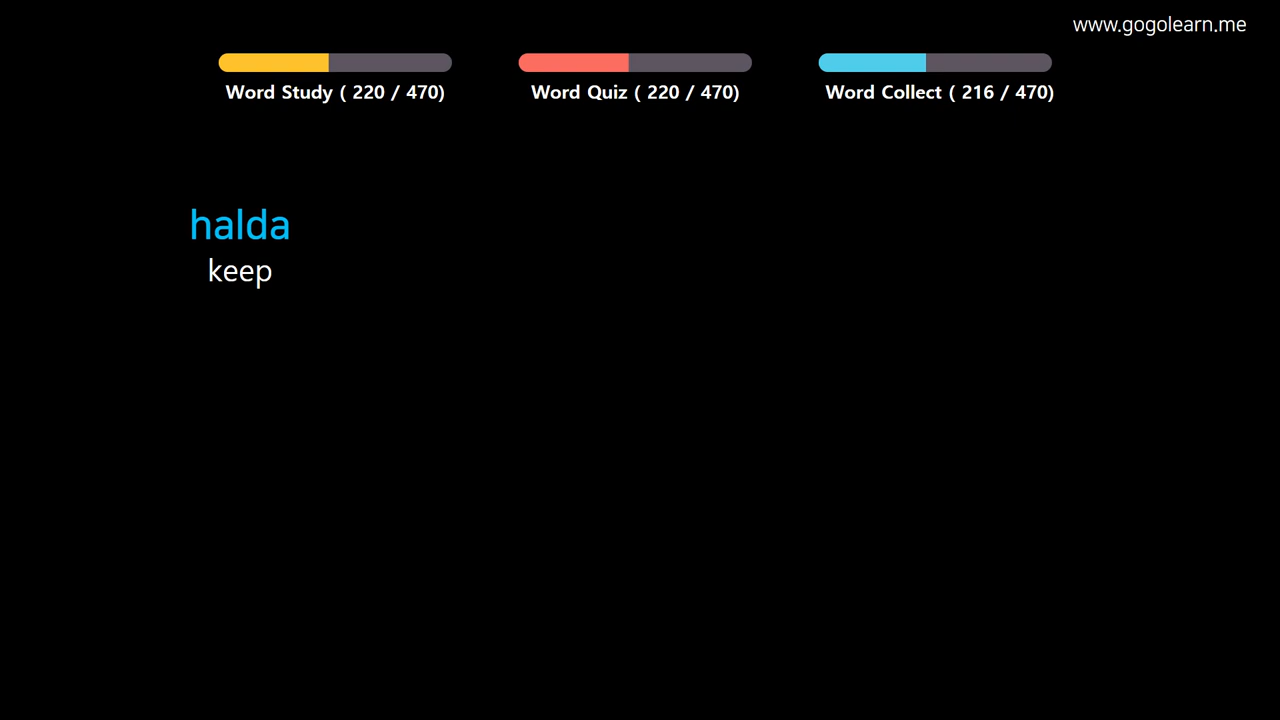 www.gogolearn.me
Word Study ( 220 / 470)
Word Quiz ( 220 / 470)
Word Collect ( 216 / 470)
halda
keep